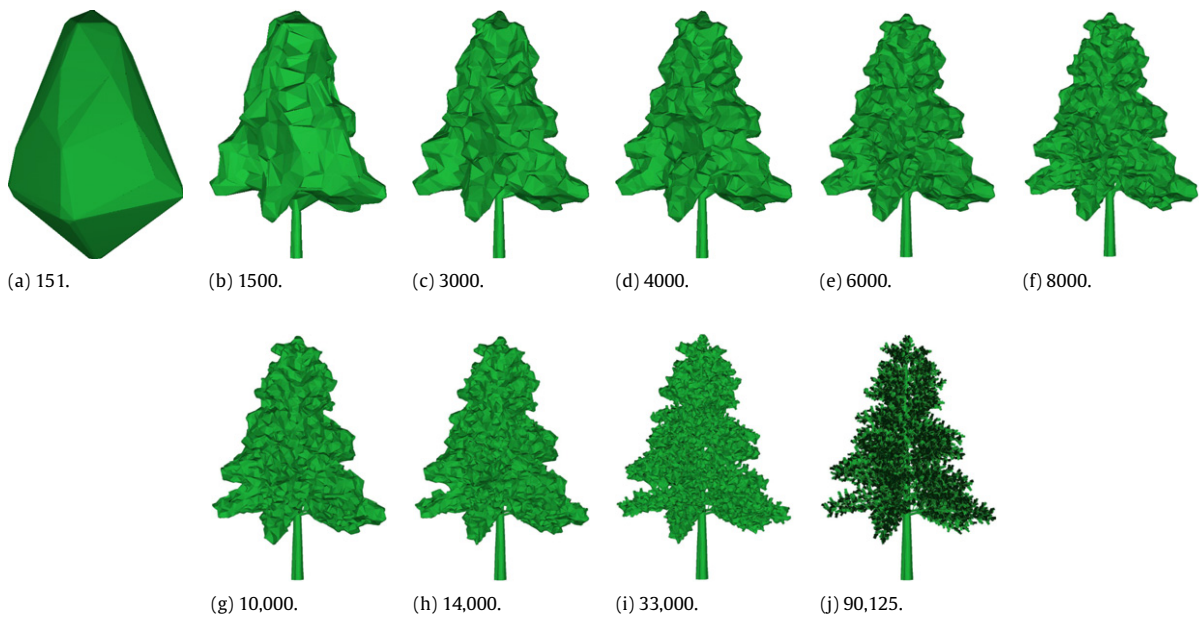 (a) 151.
(b) 1500.
(c) 3000.
(d) 4000.
(e) 6000.
(f) 8000.
(g) 10,000.
(h) 14,000.
(i) 33,000.
(j) 90,125.